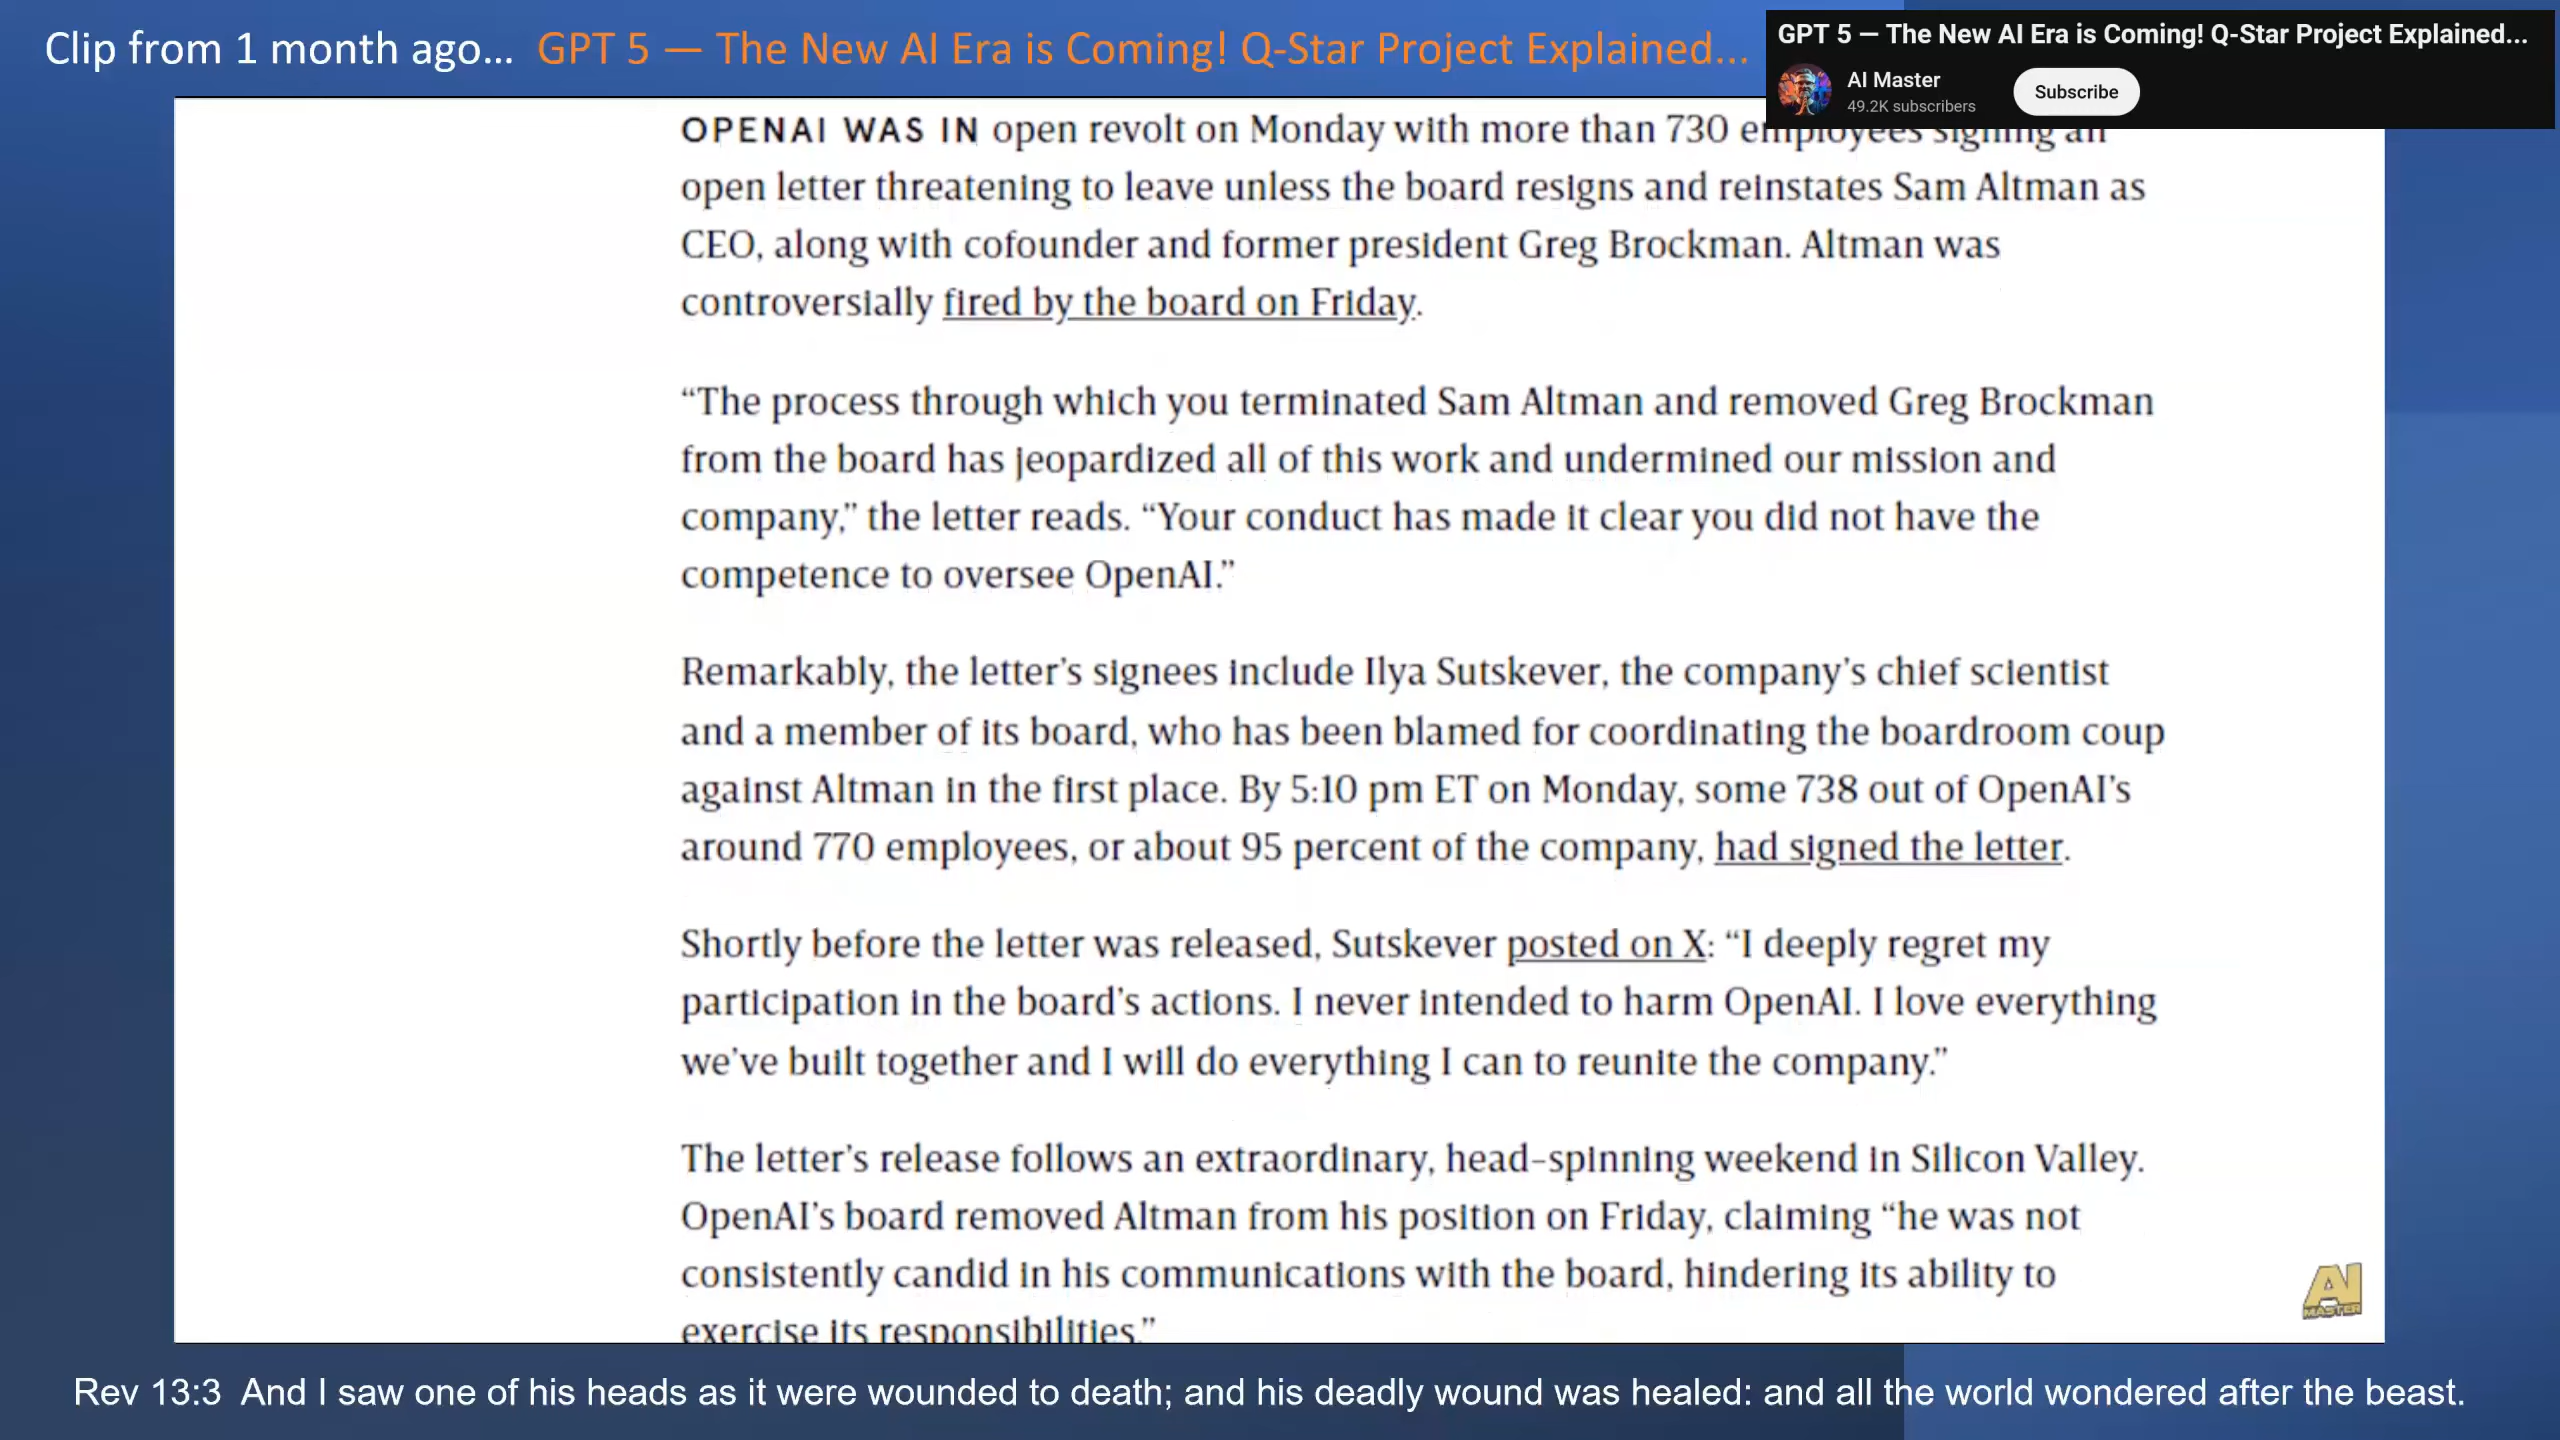 Clip from 1 month ago... GPT 5 — The New AI Era is Coming! Q-Star Project Explained...
GPT 5 — The New AI Era is Coming! Q-Star Project Explained...
AI Master
49.2K subscribers
Subscribe
OPENAI WAS IN open revolt on Monday with more than 730 employees signing an
open letter threatening to leave unless the board resigns and reinstates Sam Altman as
CEO, along with cofounder and former president Greg Brockman. Altman was
controversially fired by the board on Friday.
“The process through which you terminated Sam Altman and removed Greg Brockman
from the board has jeopardized all of this work and undermined our mission and
company,” the letter reads. “Your conduct has made it clear you did not have the
competence to oversee OpenAI.”
Remarkably, the letter’s signees include Ilya Sutskever, the company’s chief scientist
and a member of its board, who has been blamed for coordinating the boardroom coup
against Altman in the first place. By 5:10 pm ET on Monday, some 738 out of OpenAI’s
around 770 employees, or about 95 percent of the company, had signed the letter.
Shortly before the letter was released, Sutskever posted on X: “I deeply regret my
participation in the board’s actions. I never intended to harm OpenAI. I love everything
we’ve built together and I will do everything I can to reunite the company.”
The letter’s release follows an extraordinary, head-spinning weekend in Silicon Valley.
OpenAI’s board removed Altman from his position on Friday, claiming “he was not
consistently candid in his communications with the board, hindering its ability to
exercise its responsibilities.”
AI
MASTER
Rev 13:3 And I saw one of his heads as it were wounded to death; and his deadly wound was healed: and all the world wondered after the beast.